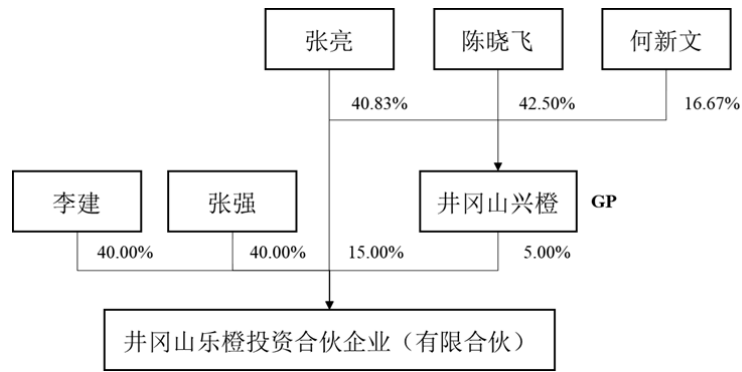 张亮
陈晓飞
何新文
40.83%
42.50%
16.67%
李建
张强
井冈山兴橙
GP
40.00%
40.00%
15.00%
5.00%
井冈山乐橙投资合伙企业（有限合伙）